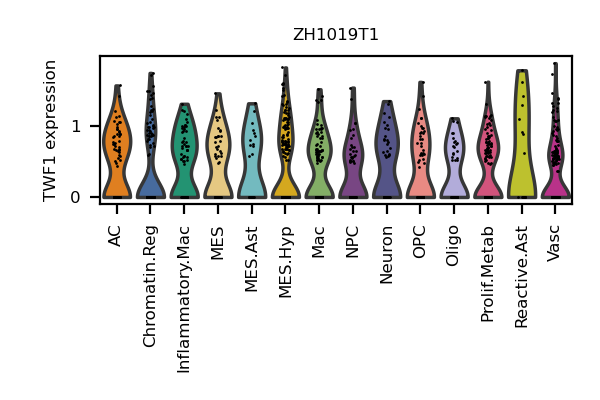 ZH1019T1
TWF1 expression
1
0
AC
Chromatin.Reg
Inflammatory.Mac
MES
MES.Ast
MES.Hyp
Mac
NPC
Neuron
OPC
Oligo
Prolif.Metab
Reactive.Ast
Vasc